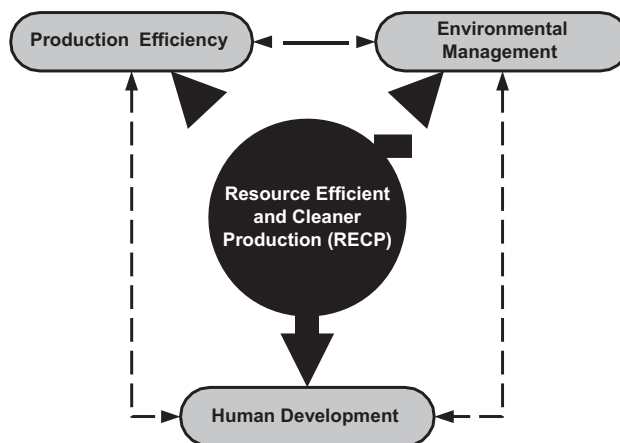 Production Efficiency
Environmental
Management
Resource Efficient
and Cleaner
Production (RECP)
Human Development